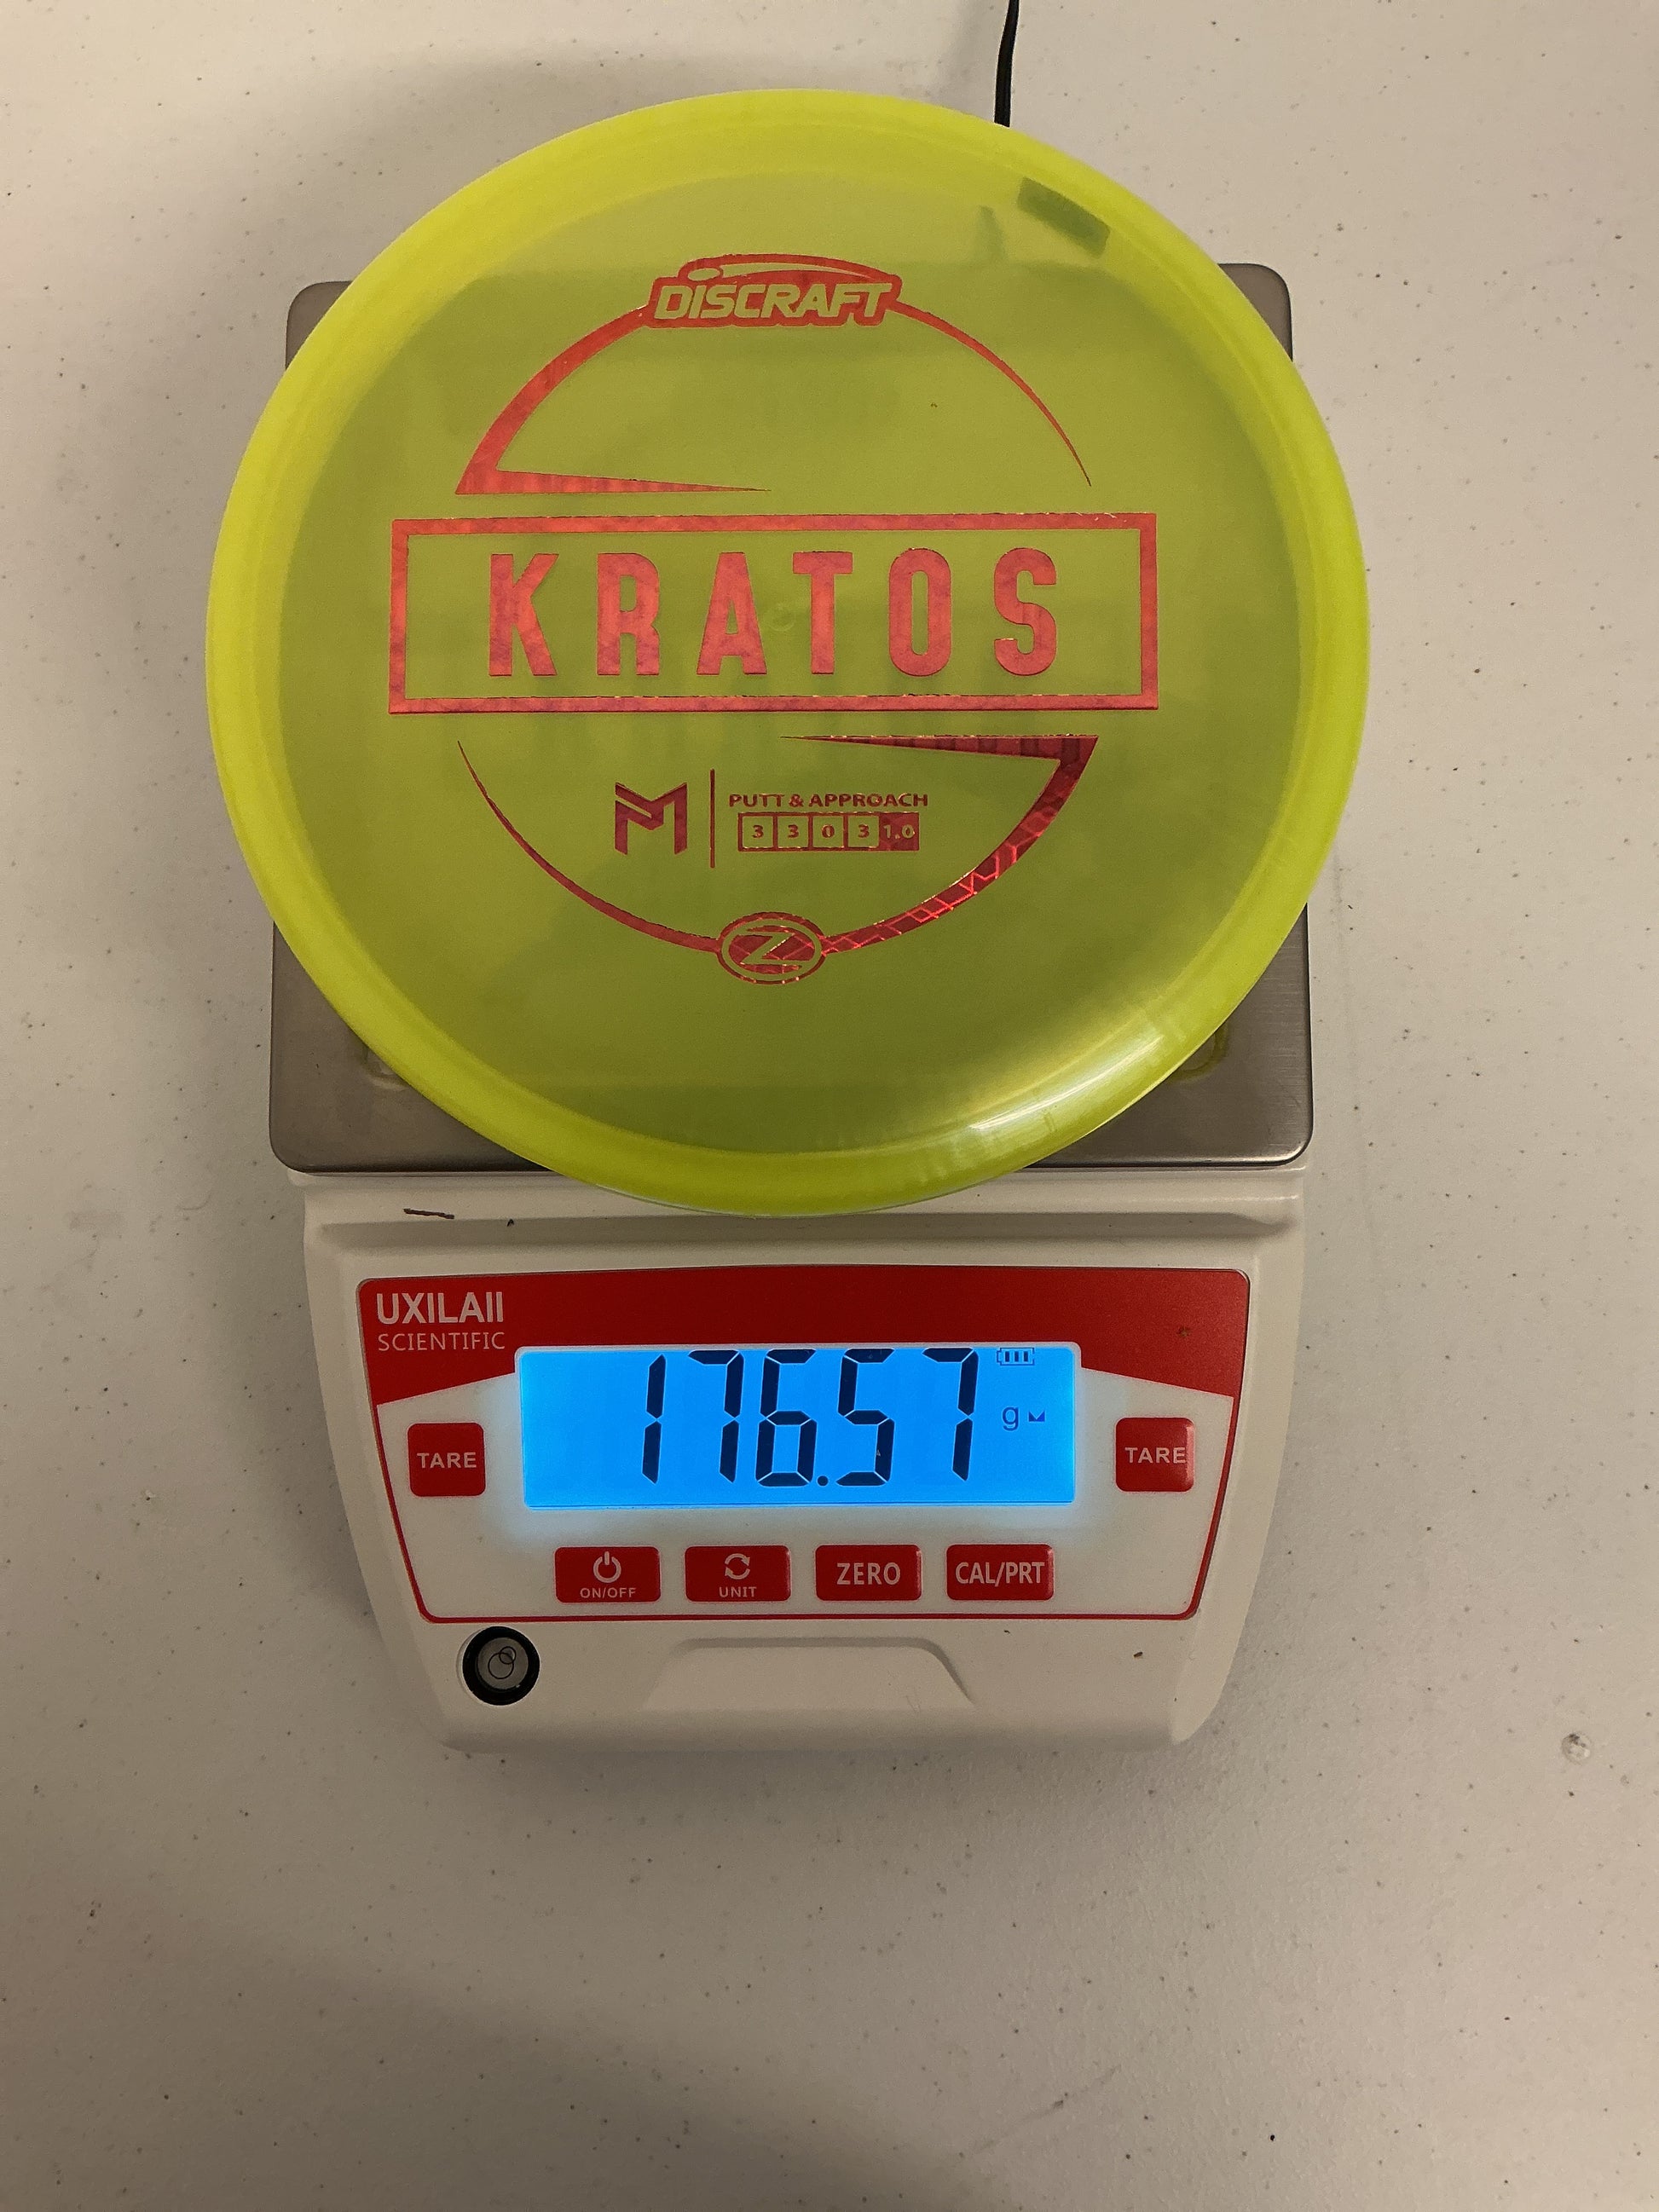 DISCRAFT
KRATOS
PUTT & APPROACH
3 3 0 3 1.0
Z
UXILAII
SCIENTIFIC
176.57 g
TARE
TARE
ON/OFF
UNIT
ZERO
CAL/PRT